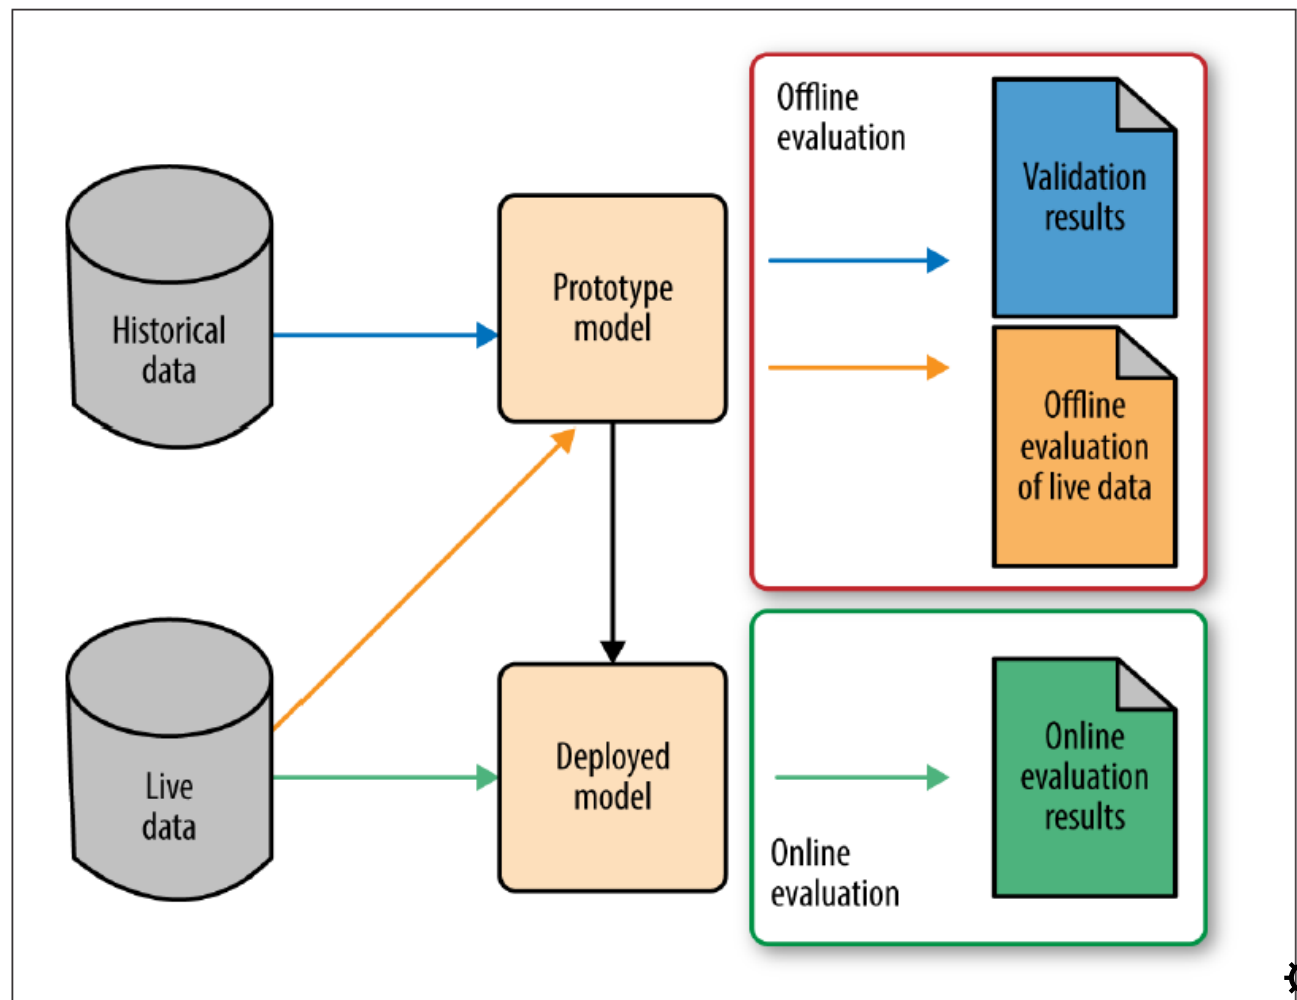 Offline
evaluation
Validation
results
Historical
data
Prototype
model
Offline
evaluation
of live data
Live
data
Deployed
model
Online
evaluation
results
Online
evaluation